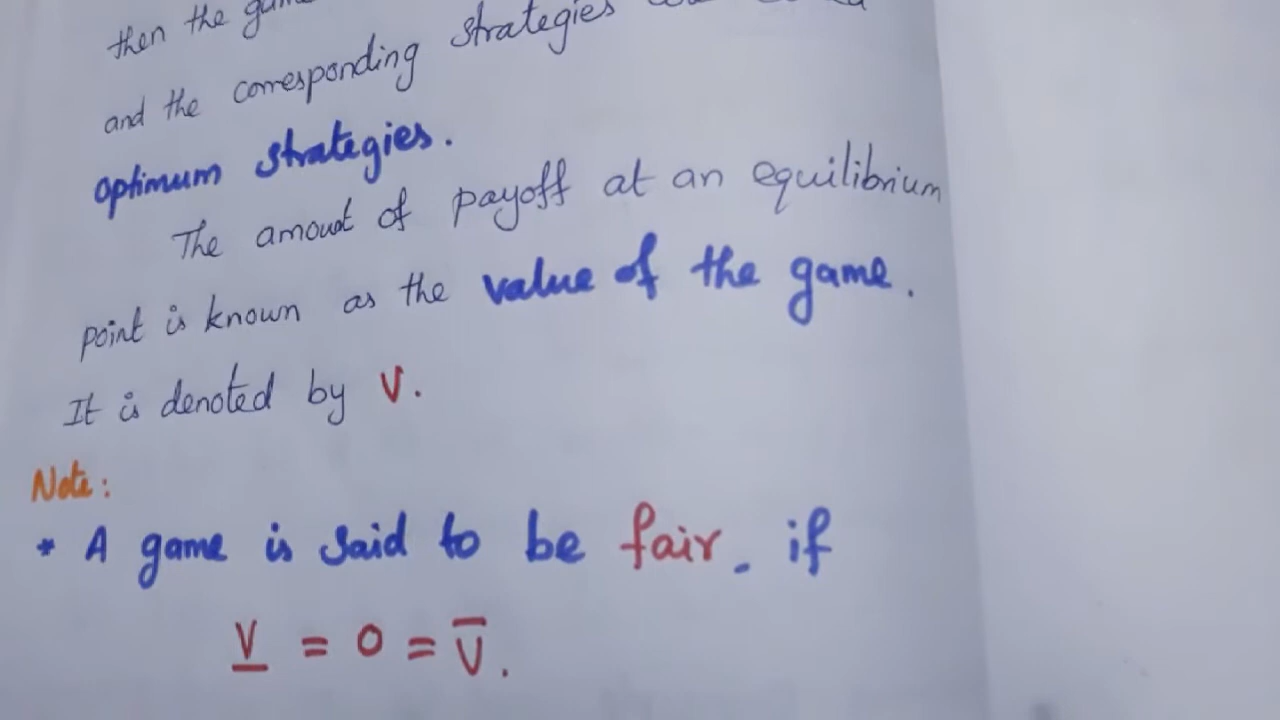 then the game
and the corresponding strategies
optimum strategies.
The amount of payoff at an equilibrium
point is known as the value of the game.
It is denoted by V.
Note:
* A game is said to be fair, if
V̲ = 0 = V̅.